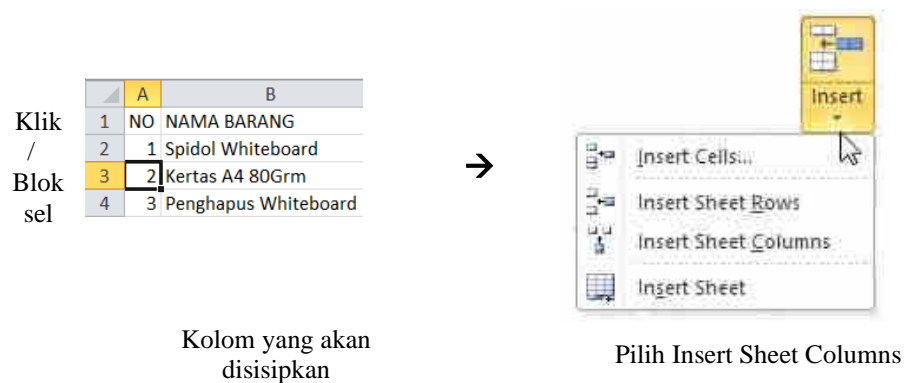 Klik
/
Blok
sel
A B
1 NO NAMA BARANG
2 1 Spidol Whiteboard
3 2 Kertas A4 80Grm
4 3 Penghapus Whiteboard
→
Insert
Insert Cells...
Insert Sheet Rows
Insert Sheet Columns
Insert Sheet
Kolom yang akan
disisipkan
Pilih Insert Sheet Columns